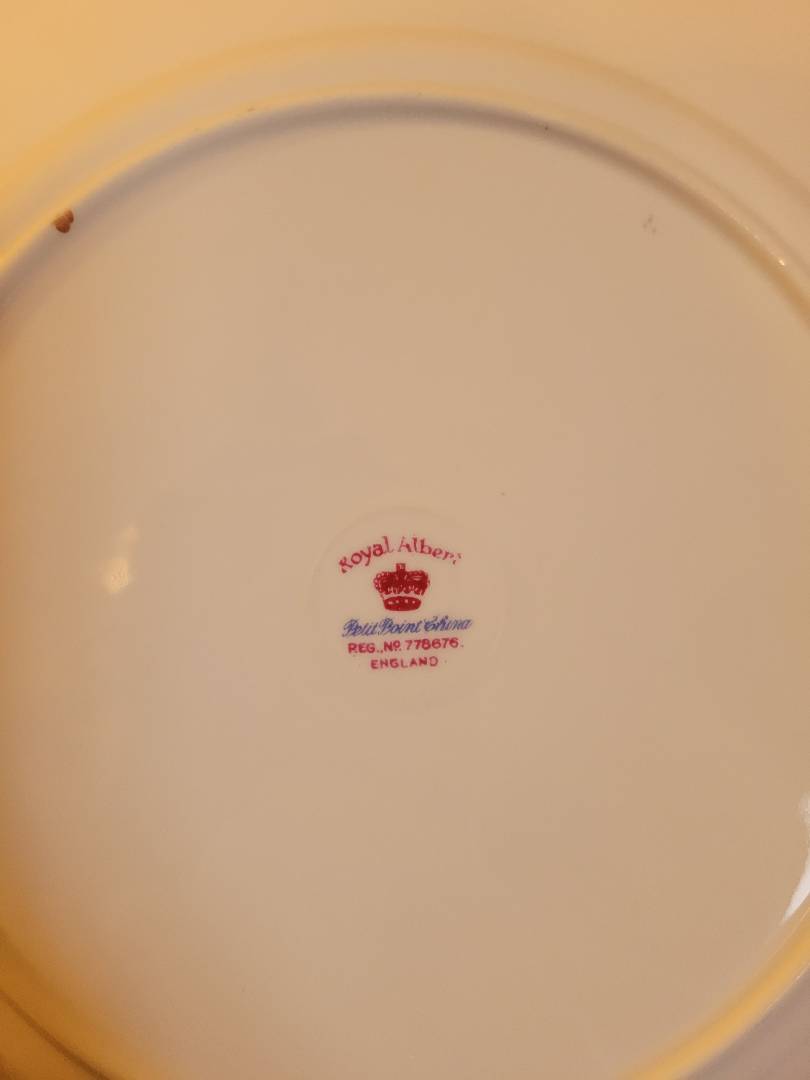 Royal Albert
Petit Point China
REG., Nº 778676.
ENGLAND